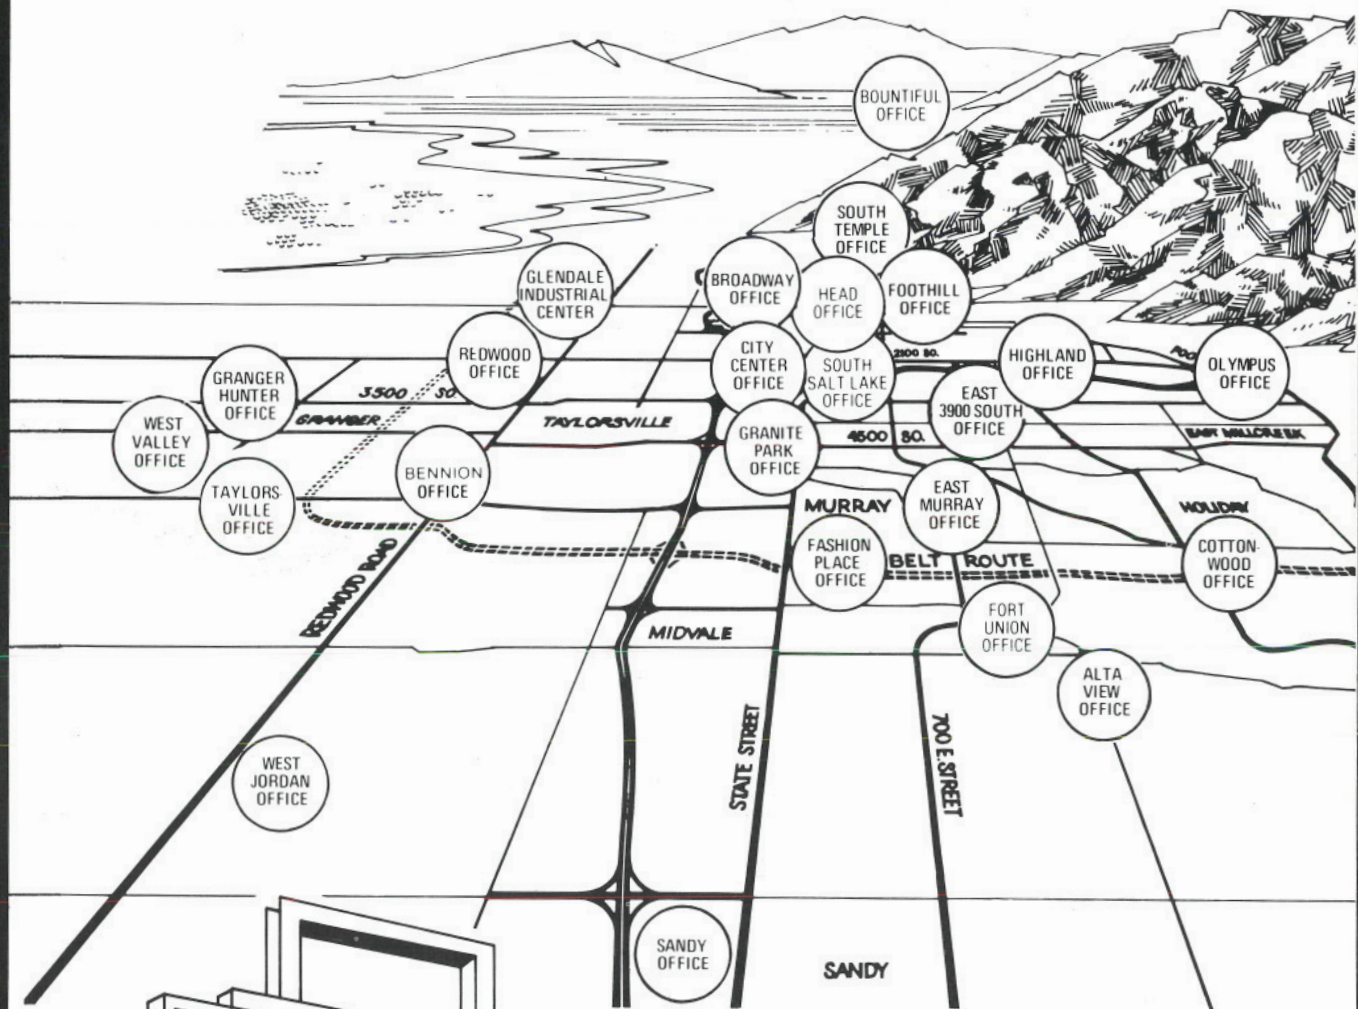 BOUNTIFUL
OFFICE
SOUTH
TEMPLE
OFFICE
GLENDALE
INDUSTRIAL
CENTER
BROADWAY
OFFICE
HEAD
OFFICE
FOOTHILL
OFFICE
REDWOOD
OFFICE
CITY
CENTER
OFFICE
SOUTH
SALT LAKE
OFFICE
2100 SO.
HIGHLAND
OFFICE
OLYMPUS
OFFICE
GRANGER
HUNTER
OFFICE
3500 SO.
GRANGER
TAYLORSVILLE
EAST
3900 SOUTH
OFFICE
WEST
VALLEY
OFFICE
GRANITE
PARK
OFFICE
4500 SO.
EAST MILLCREEK
BENNION
OFFICE
TAYLORS-
VILLE
OFFICE
MURRAY
EAST
MURRAY
OFFICE
HOLIDAY
FASHION
PLACE
OFFICE
BELT ROUTE
COTTON-
WOOD
OFFICE
REDWOOD ROAD
MIDVALE
FORT
UNION
OFFICE
ALTA
VIEW
OFFICE
STATE STREET
700 E. STREET
WEST
JORDAN
OFFICE
SANDY
OFFICE
SANDY